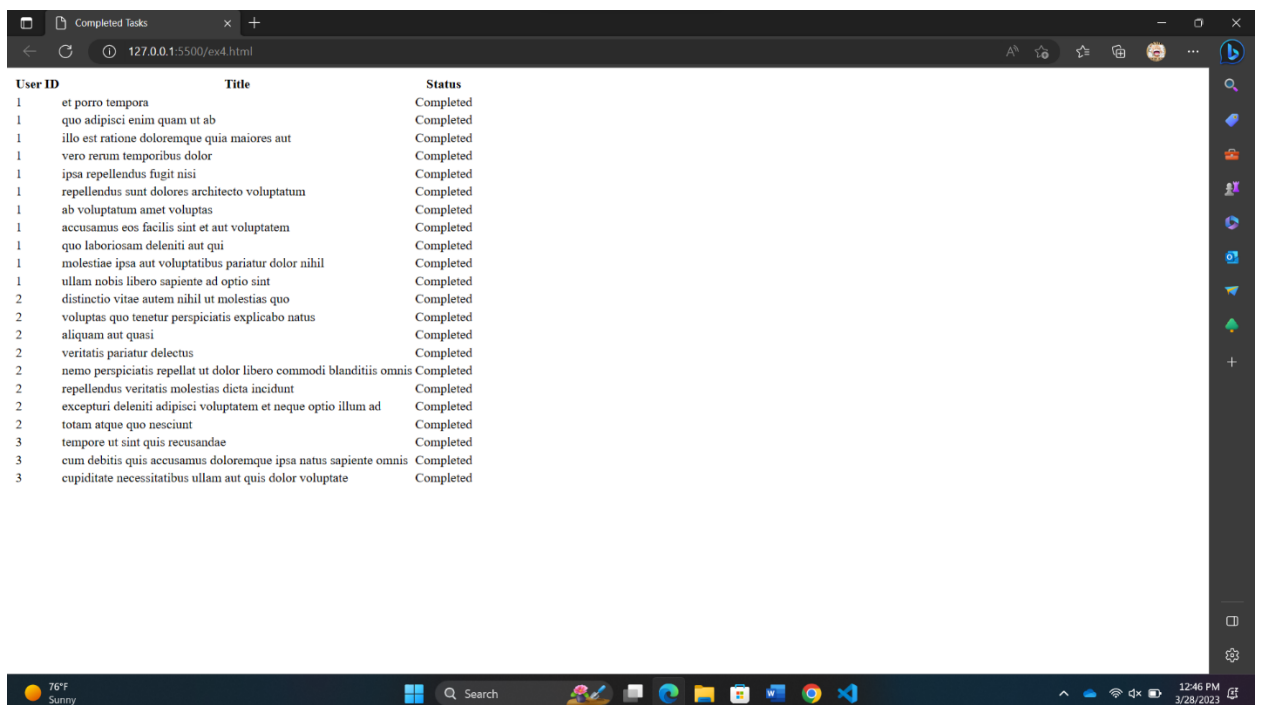 Completed Tasks
127.0.0.1:5500/ex4.html
User ID Title Status
1 et porro tempora Completed
1 quo adipisci enim quam ut ab Completed
1 illo est ratione doloremque quia maiores aut Completed
1 vero rerum temporibus dolor Completed
1 ipsa repellendus fugit nisi Completed
1 repellendus sunt dolores architecto voluptatum Completed
1 ab voluptatum amet voluptas Completed
1 accusamus eos facilis sint et aut voluptatem Completed
1 quo laboriosam deleniti aut qui Completed
1 molestiae ipsa aut voluptatibus pariatur dolor nihil Completed
1 ullam nobis libero sapiente ad optio sint Completed
2 distinctio vitae autem nihil ut molestias quo Completed
2 voluptas quo tenetur perspiciatis explicabo natus Completed
2 aliquam aut quasi Completed
2 veritatis pariatur delectus Completed
2 nemo perspiciatis repellat ut dolor libero commodi blanditiis omnis Completed
2 repellendus veritatis molestias dicta incidunt Completed
2 excepturi deleniti adipisci voluptatem et neque optio illum ad Completed
2 totam atque quo nesciunt Completed
3 tempore ut sint quis recusandae Completed
3 cum debitis quis accusamus doloremque ipsa natus sapiente omnis Completed
3 cupiditate necessitatibus ullam aut quis dolor voluptate Completed
76°F
Sunny
Search
12:46 PM
3/28/2023